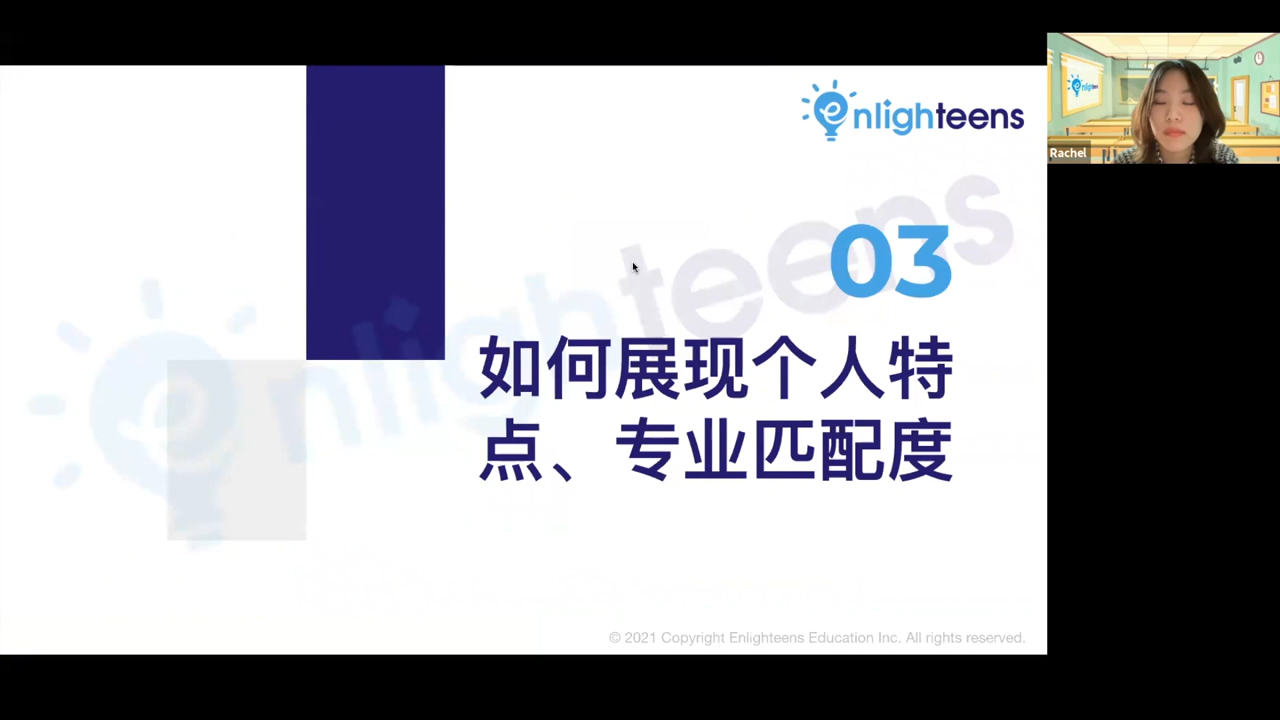 enlighteens
Rachel
03
如何展现个人特
点、专业匹配度
enlighteens
© 2021 Copyright Enlighteens Education Inc. All rights reserved.